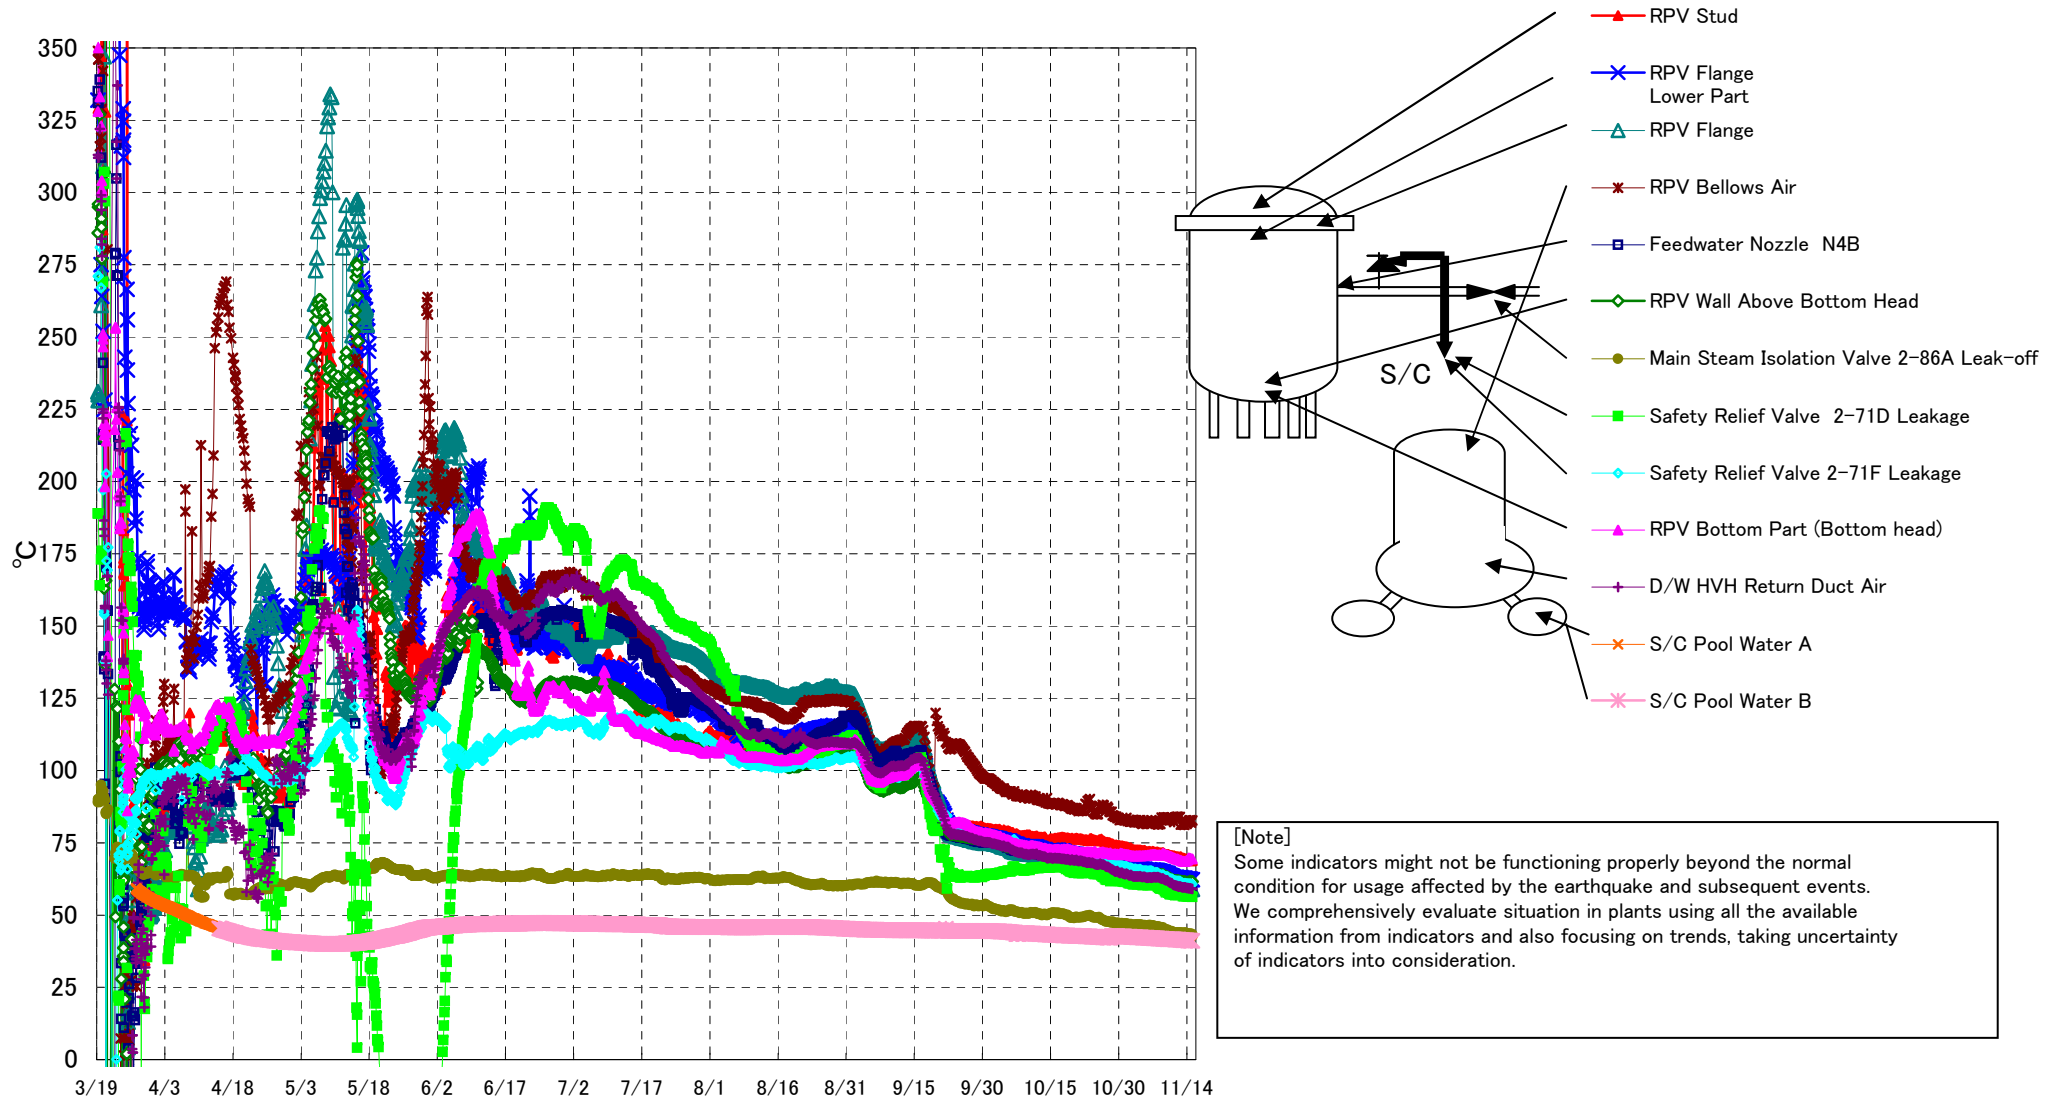 350
325
300
275
250
225
200
175
150
125
100
75
50
25
0
℃
3/19 4/3 4/18 5/3 5/18 6/2 6/17 7/2 7/17 8/1 8/16 8/31 9/15 9/30 10/15 10/30 11/14
RPV Stud
RPV Flange
Lower Part
RPV Flange
RPV Bellows Air
Feedwater Nozzle N4B
RPV Wall Above Bottom Head
Main Steam Isolation Valve 2-86A Leak-off
Safety Relief Valve 2-71D Leakage
Safety Relief Valve 2-71F Leakage
RPV Bottom Part (Bottom head)
D/W HVH Return Duct Air
S/C Pool Water A
S/C Pool Water B
S/C
[Note]
Some indicators might not be functioning properly beyond the normal
condition for usage affected by the earthquake and subsequent events.
We comprehensively evaluate situation in plants using all the available
information from indicators and also focusing on trends, taking uncertainty
of indicators into consideration.